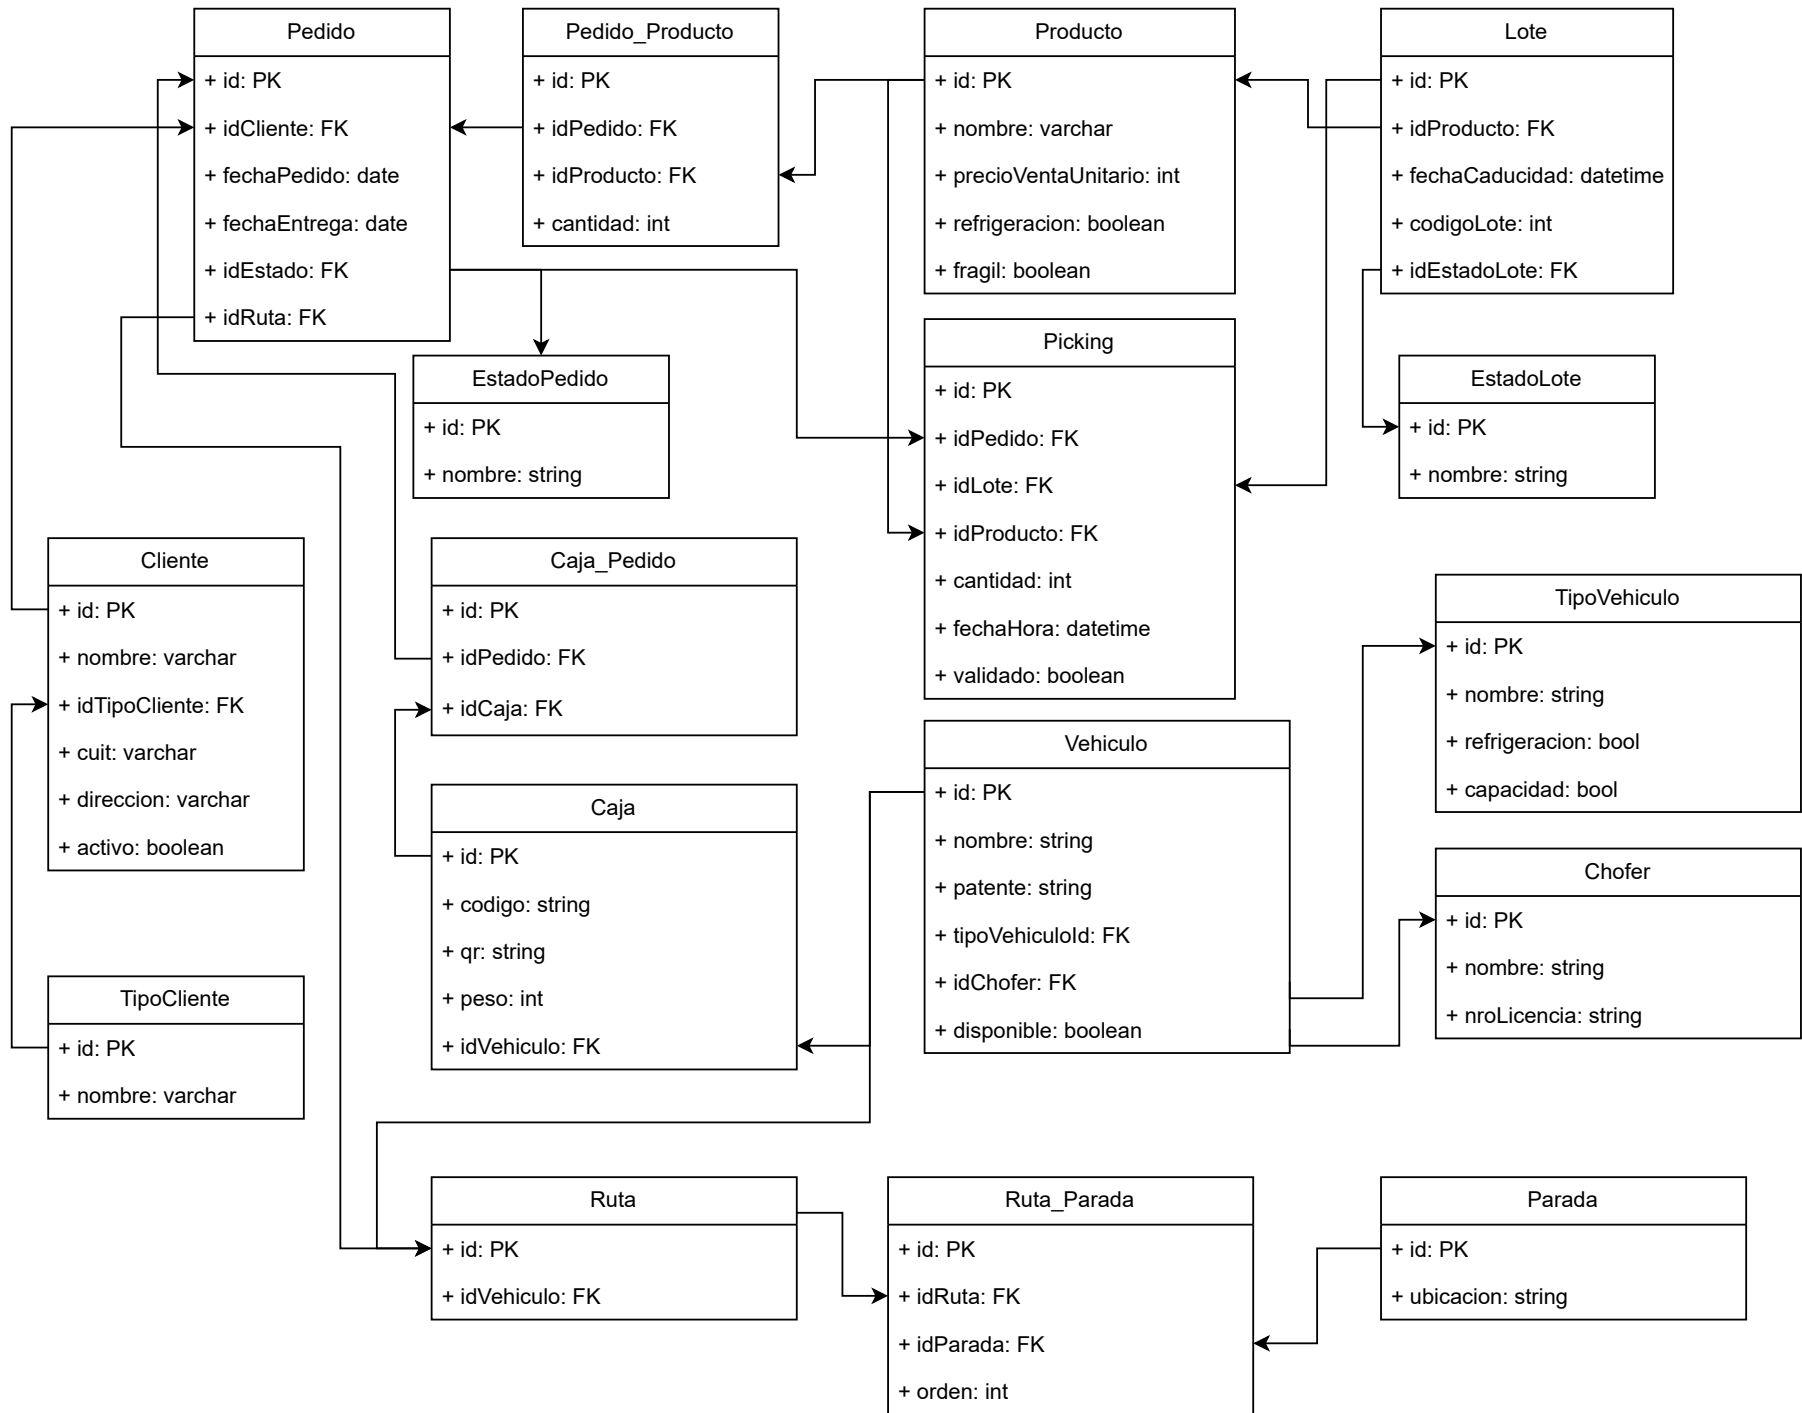 Pedido
+ id: PK
+ idCliente: FK
+ fechaPedido: date
+ fechaEntrega: date
+ idEstado: FK
+ idRuta: FK
Pedido_Producto
+ id: PK
+ idPedido: FK
+ idProducto: FK
+ cantidad: int
Producto
+ id: PK
+ nombre: varchar
+ precioVentaUnitario: int
+ refrigeracion: boolean
+ fragil: boolean
Lote
+ id: PK
+ idProducto: FK
+ fechaCaducidad: datetime
+ codigoLote: int
+ idEstadoLote: FK
EstadoPedido
+ id: PK
+ nombre: string
Picking
+ id: PK
+ idPedido: FK
+ idLote: FK
+ idProducto: FK
+ cantidad: int
+ fechaHora: datetime
+ validado: boolean
EstadoLote
+ id: PK
+ nombre: string
Cliente
+ id: PK
+ nombre: varchar
+ idTipoCliente: FK
+ cuit: varchar
+ direccion: varchar
+ activo: boolean
Caja_Pedido
+ id: PK
+ idPedido: FK
+ idCaja: FK
TipoVehiculo
+ id: PK
+ nombre: string
+ refrigeracion: bool
+ capacidad: bool
Caja
+ id: PK
+ codigo: string
+ qr: string
+ peso: int
+ idVehiculo: FK
Vehiculo
+ id: PK
+ nombre: string
+ patente: string
+ tipoVehiculoId: FK
+ idChofer: FK
+ disponible: boolean
Chofer
+ id: PK
+ nombre: string
+ nroLicencia: string
TipoCliente
+ id: PK
+ nombre: varchar
Ruta
+ id: PK
+ idVehiculo: FK
Ruta_Parada
+ id: PK
+ idRuta: FK
+ idParada: FK
+ orden: int
Parada
+ id: PK
+ ubicacion: string